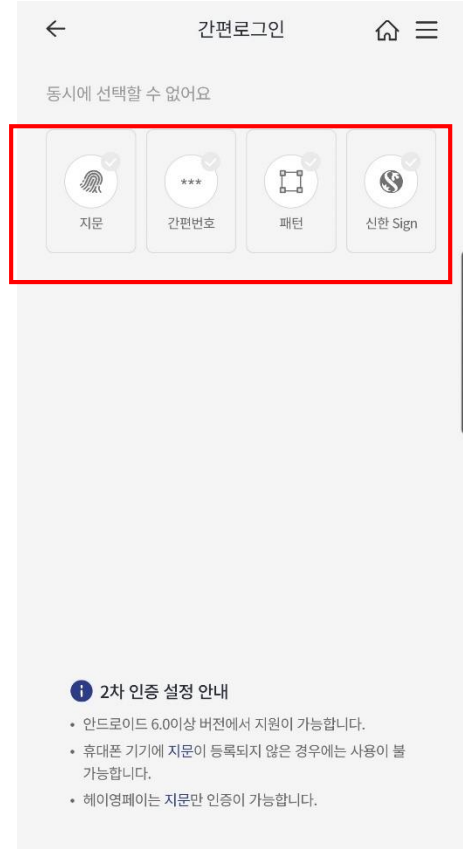 간편로그인
동시에 선택할 수 없어요
지문
***
간편번호
패턴
신한 Sign
2차 인증 설정 안내
• 안드로이드 6.0이상 버전에서 지원이 가능합니다.
• 휴대폰 기기에 지문이 등록되지 않은 경우에는 사용이 불
가능합니다.
• 헤이영페이는 지문만 인증이 가능합니다.